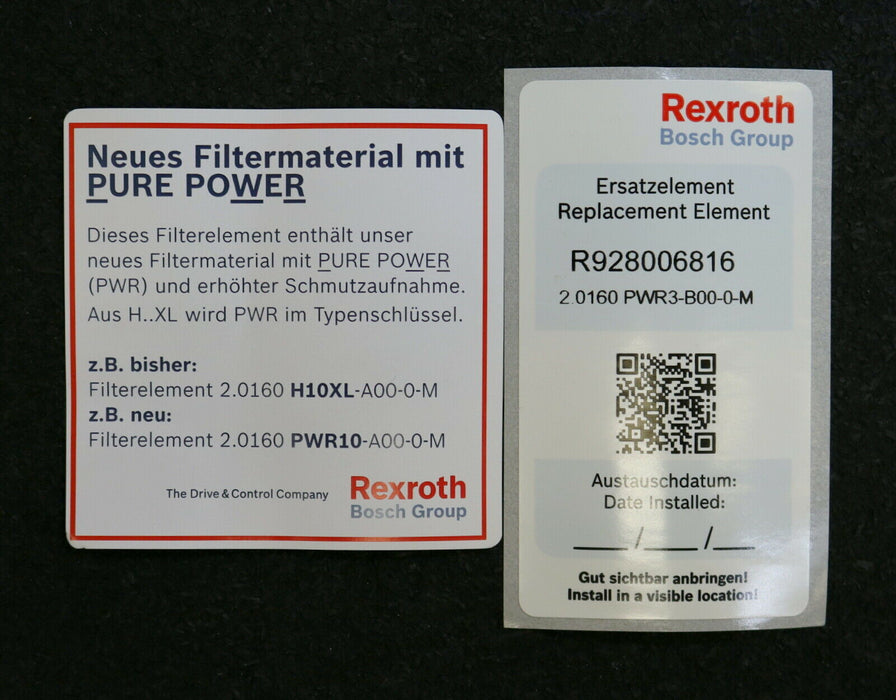 Neues Filtermaterial mit
PURE POWER
Dieses Filterelement enthält unser
neues Filtermaterial mit PURE POWER
(PWR) und erhöhter Schmutzaufnahme.
Aus H..XL wird PWR im Typenschlüssel.
z.B. bisher:
Filterelement 2.0160 H10XL-A00-0-M
z.B. neu:
Filterelement 2.0160 PWR10-A00-0-M
The Drive & Control Company
Rexroth
Bosch Group
Rexroth
Bosch Group
Ersatzelement
Replacement Element
R928006816
2.0160 PWR3-B00-0-M
Austauschdatum:
Date Installed:
____/____/____
Gut sichtbar anbringen!
Install in a visible location!